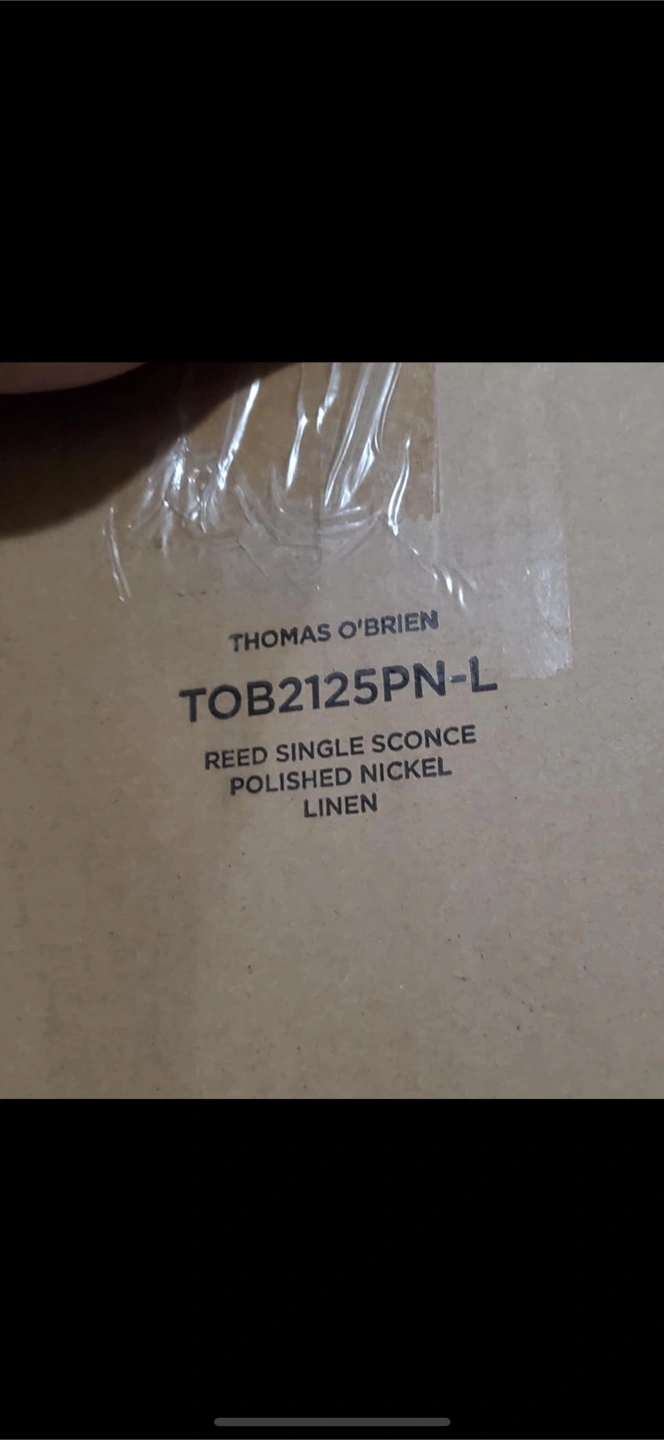 THOMAS O'BRIEN
TOB2125PN-L
REED SINGLE SCONCE
POLISHED NICKEL
LINEN